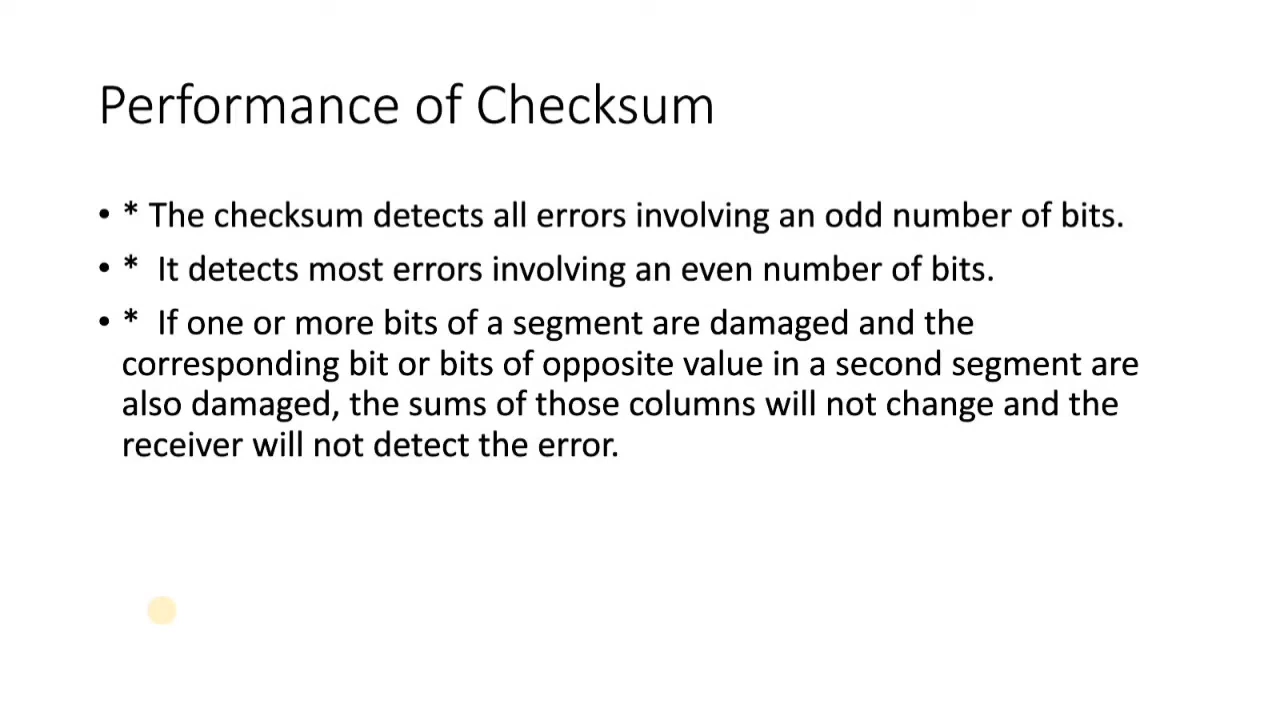 Performance of Checksum
• * The checksum detects all errors involving an odd number of bits.
• * It detects most errors involving an even number of bits.
• * If one or more bits of a segment are damaged and the
corresponding bit or bits of opposite value in a second segment are
also damaged, the sums of those columns will not change and the
receiver will not detect the error.